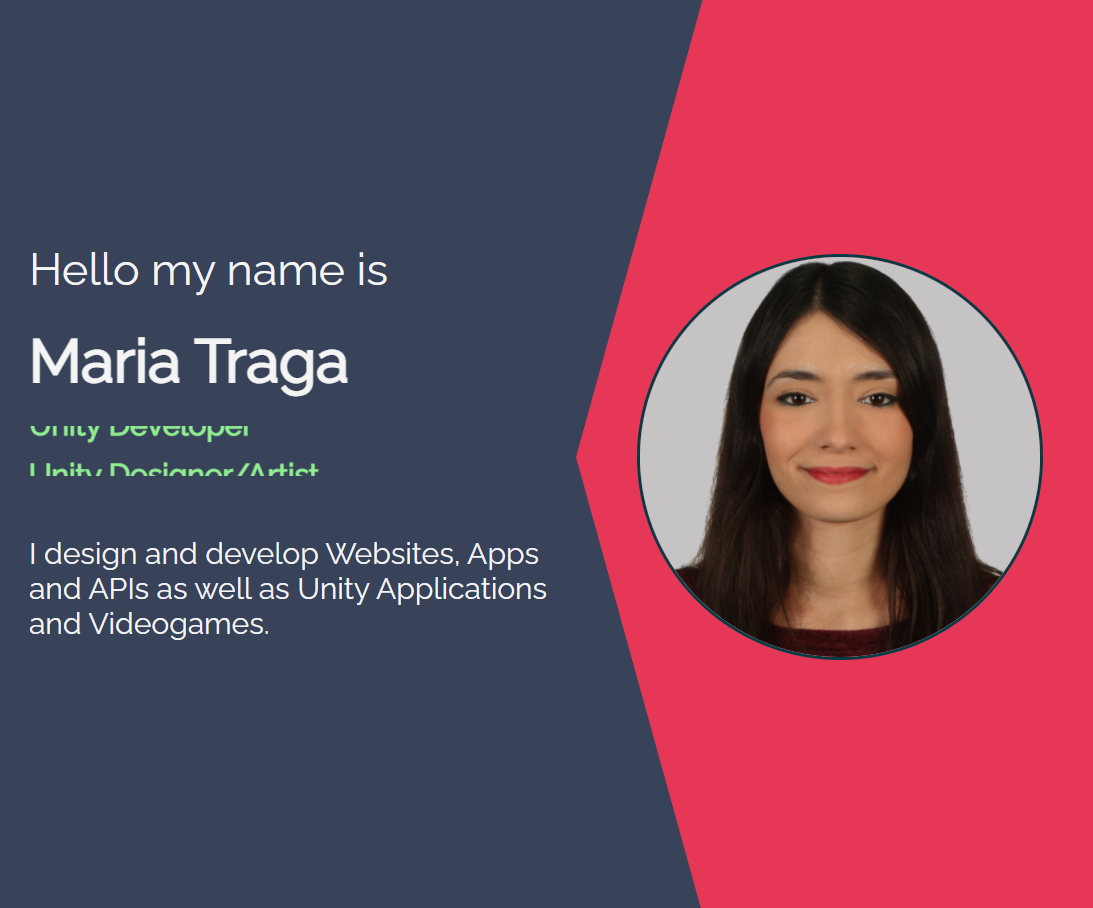 Hello my name is
Maria Traga
Unity Developer
Unity Designer/Artist
I design and develop Websites, Apps
and APIs as well as Unity Applications
and Videogames.